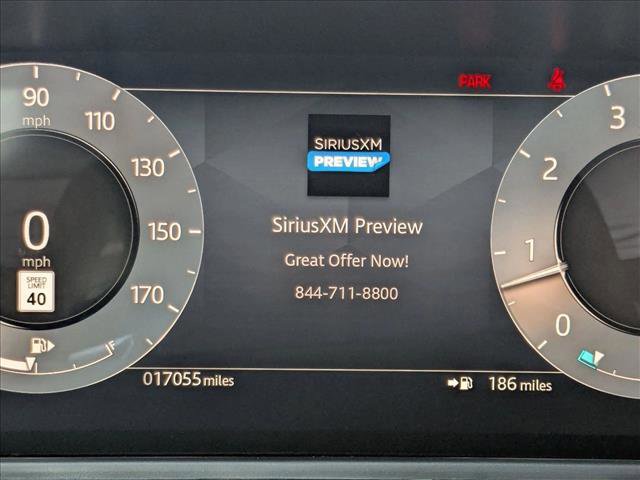 PARK
90
mph
110
130
150
170
0
mph
SPEED
LIMIT
40
F
SIRIUSXM
PREVIEW
SiriusXM Preview
Great Offer Now!
844-711-8800
3
2
1
0
017055 miles
186 miles